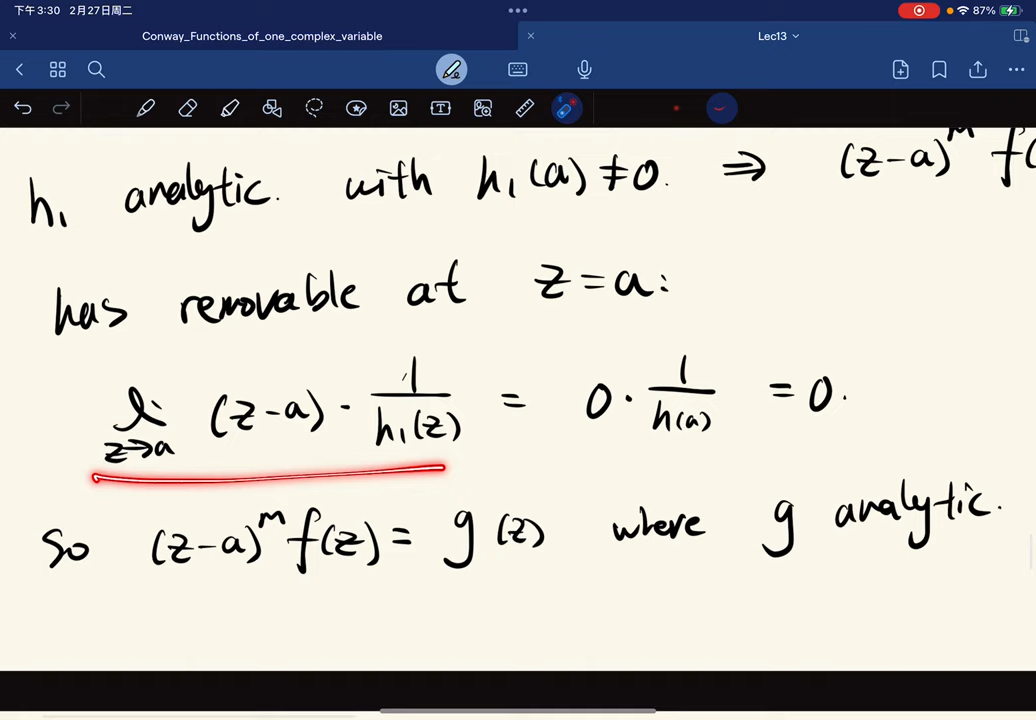 下午3:30 2月27日周二 87%
Conway_Functions_of_one_complex_variable Lec13
h₁ analytic. with h₁(a) ≠ 0. ⇒ (z-a)^m f(
has removable at z = a:
lim z→a (z-a) · 1/h₁(z) = 0 · 1/h(a) = 0.
so (z-a)^m f(z) = g(z) where g analytic.